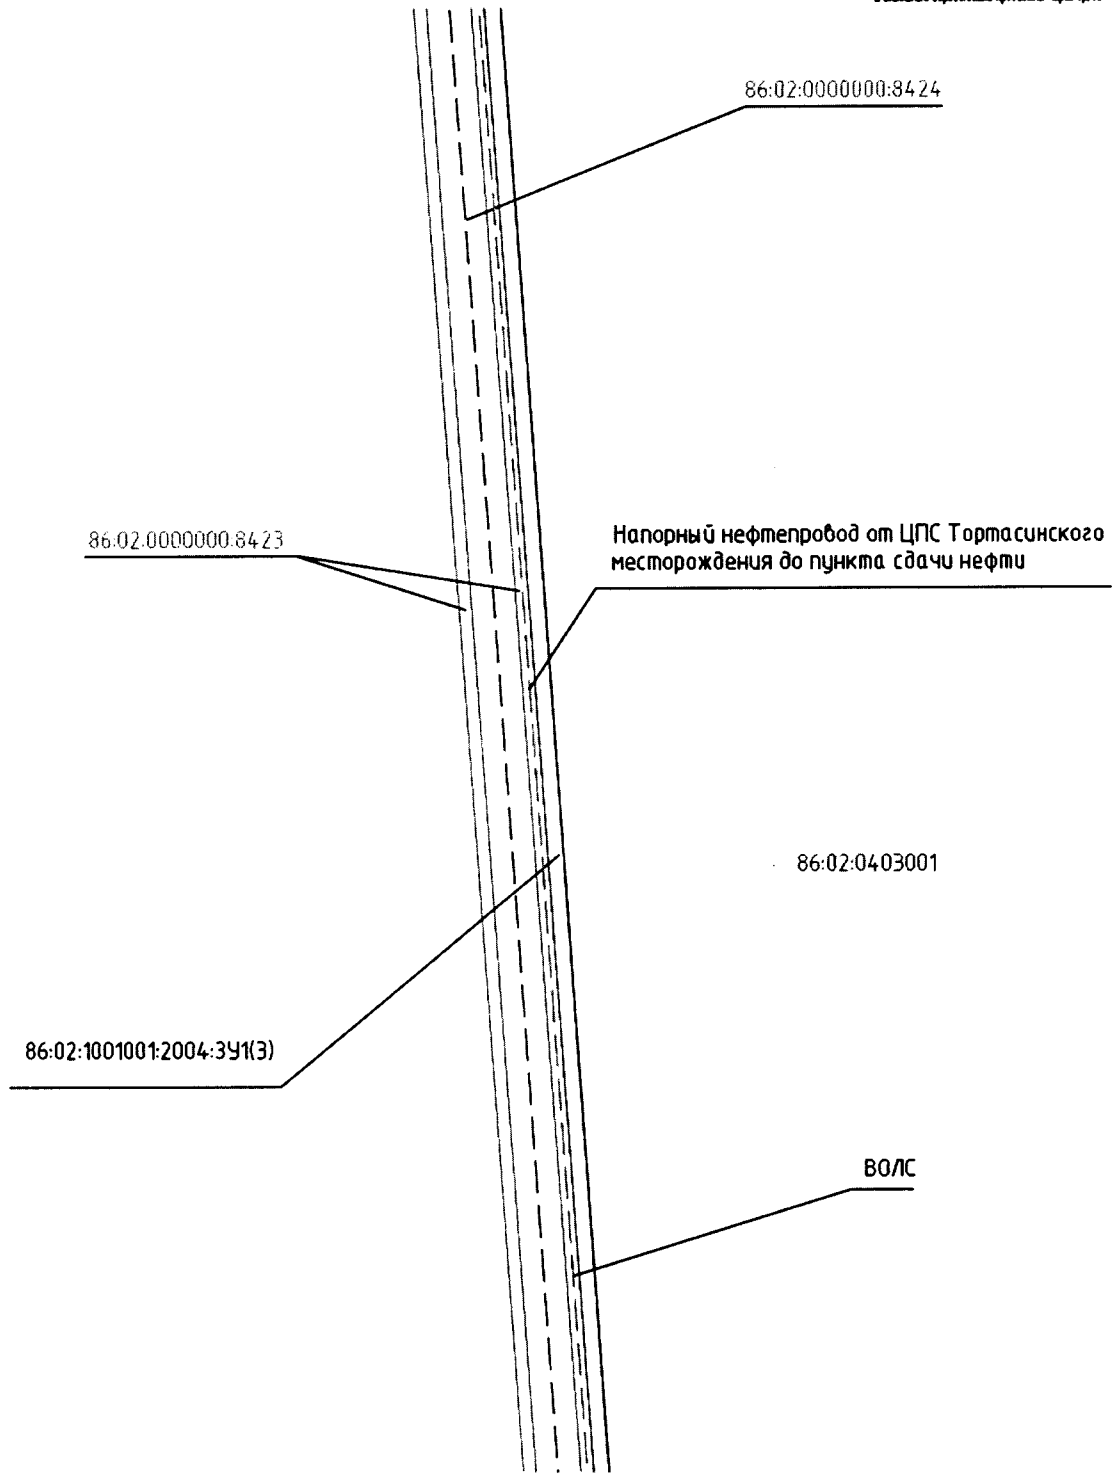 86:02:0000000:8424
86:02:0000000:8423
Напорный нефтепровод от ЦПС Тортасинского
месторождения до пункта сдачи нефти
86:02:0403001
86:02:1001001:2004:ЗУ1(3)
ВОЛС